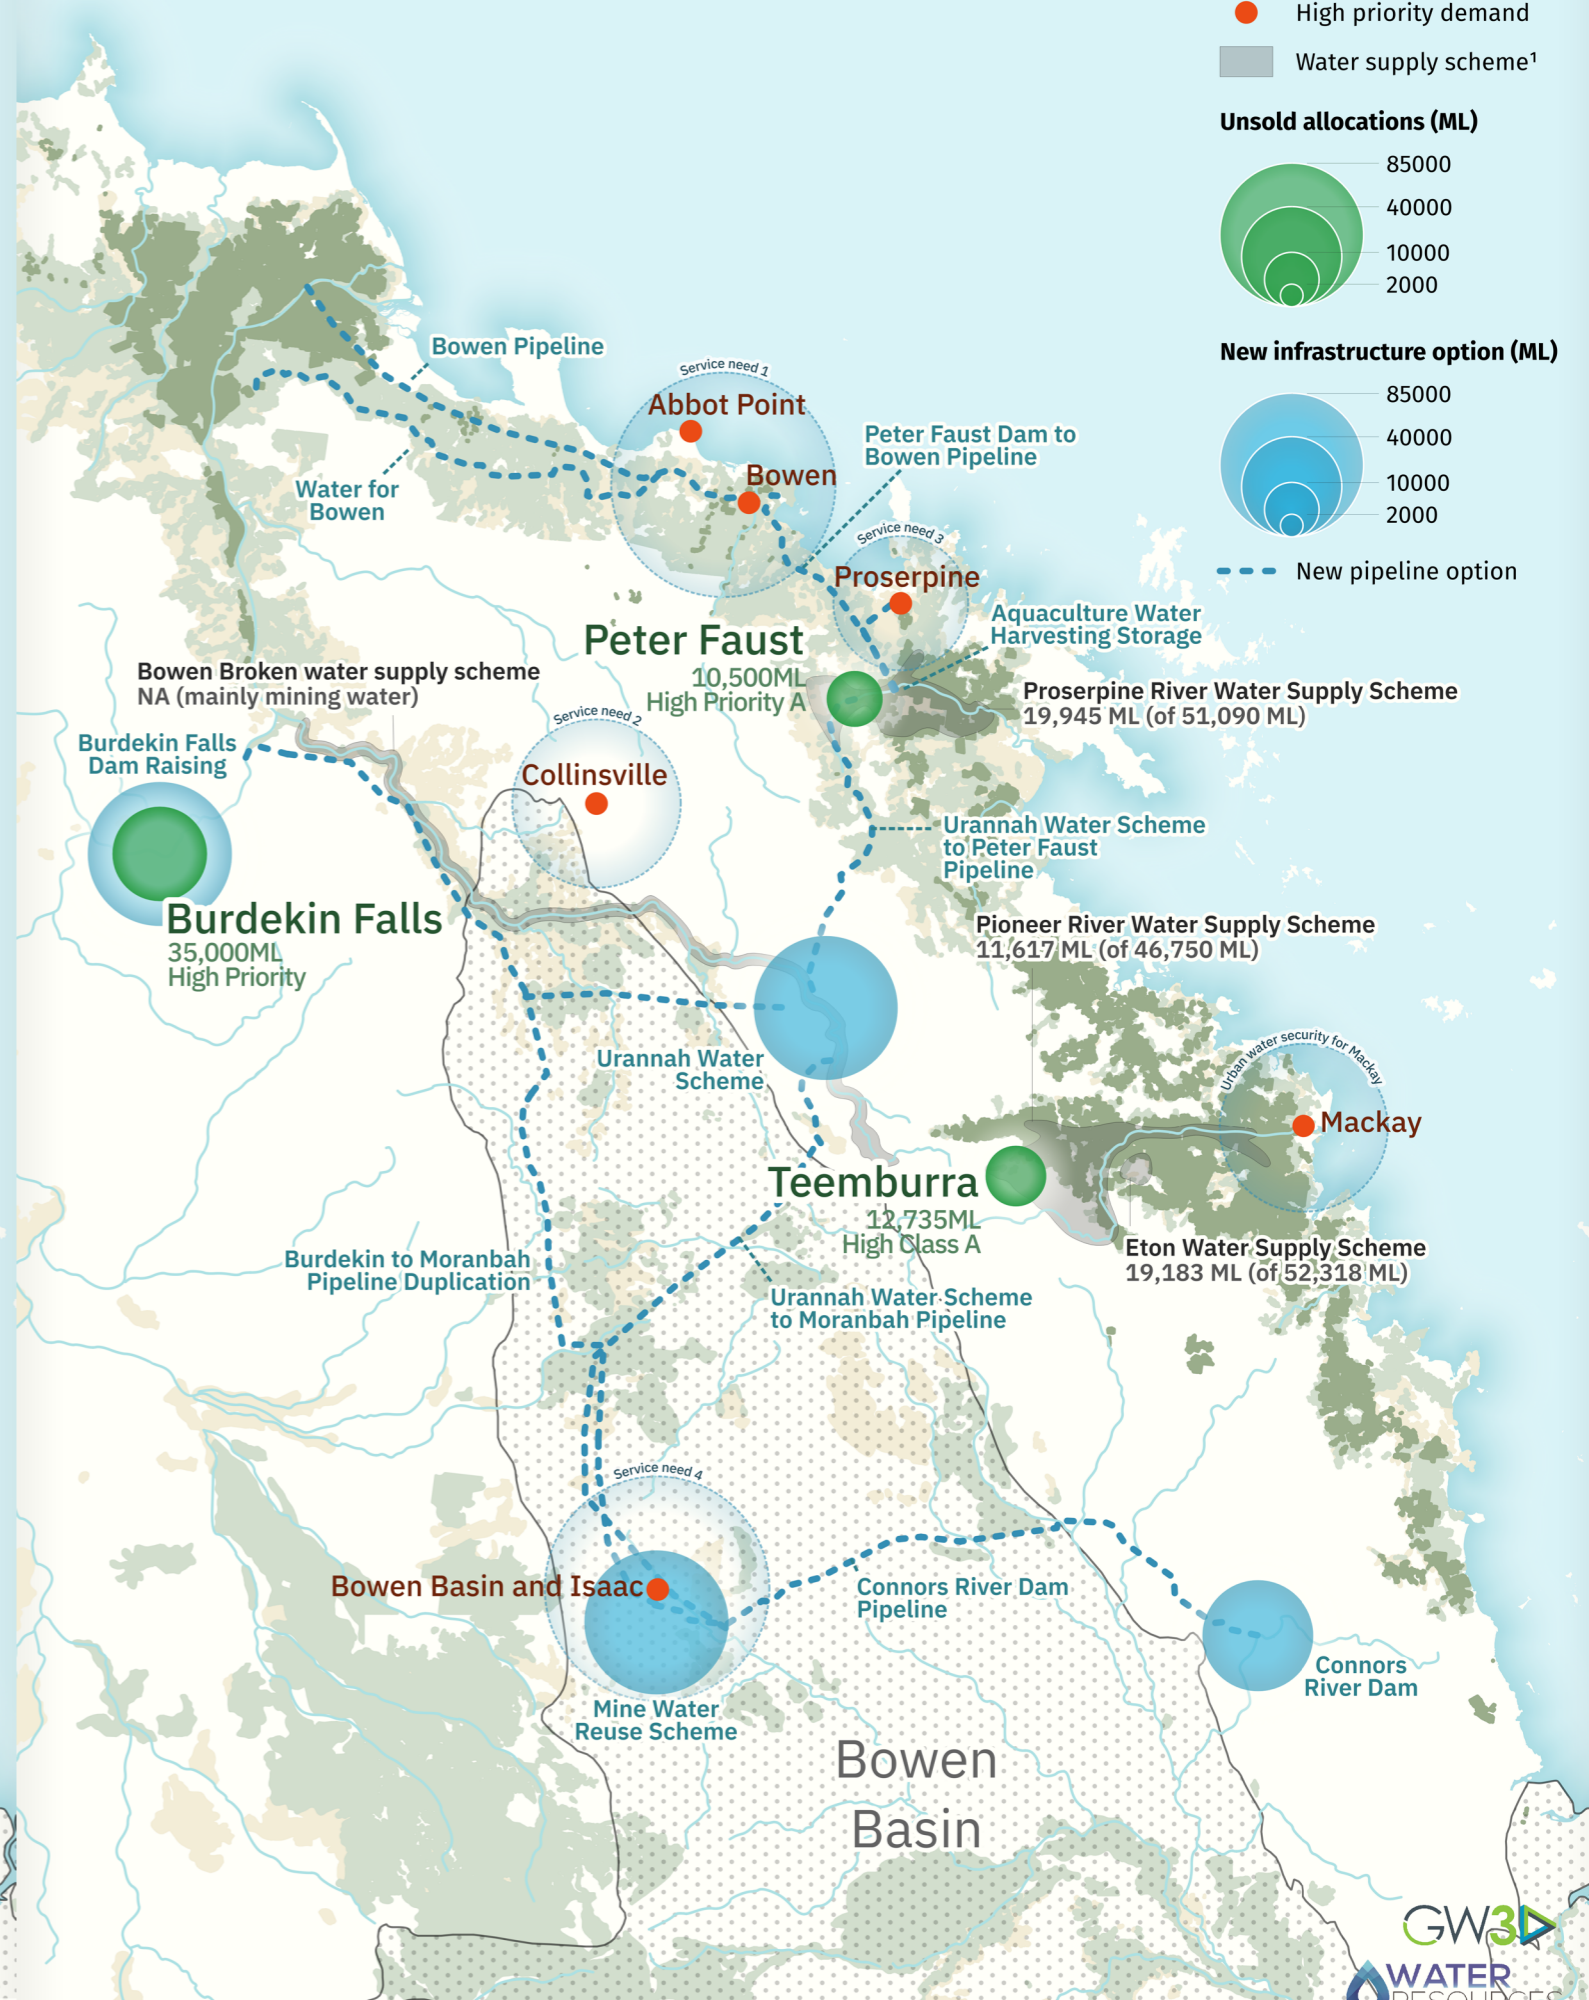 High priority demand
Water supply scheme¹
Unsold allocations (ML)
85000
40000
10000
2000
New infrastructure option (ML)
85000
40000
10000
2000
New pipeline option
Bowen Pipeline
Service need 1
Abbot Point
Bowen
Peter Faust Dam to
Bowen Pipeline
Water for
Bowen
Service need 3
Proserpine
Aquaculture Water
Harvesting Storage
Peter Faust
10,500ML
High Priority A
Bowen Broken water supply scheme
NA (mainly mining water)
Proserpine River Water Supply Scheme
19,945 ML (of 51,090 ML)
Service need 2
Collinsville
Burdekin Falls
Dam Raising
Urannah Water Scheme
to Peter Faust
Pipeline
Burdekin Falls
35,000ML
High Priority
Pioneer River Water Supply Scheme
11,617 ML (of 46,750 ML)
Urannah Water
Scheme
Urban water security for Mackay
Mackay
Teemburra
12,735ML
High Class A
Eton Water Supply Scheme
19,183 ML (of 52,318 ML)
Burdekin to Moranbah
Pipeline Duplication
Urannah Water Scheme
to Moranbah Pipeline
Service need 4
Bowen Basin and Isaac
Connors River Dam
Pipeline
Connors
River Dam
Mine Water
Reuse Scheme
Bowen
Basin
GW3D
WATER
RESOURCES